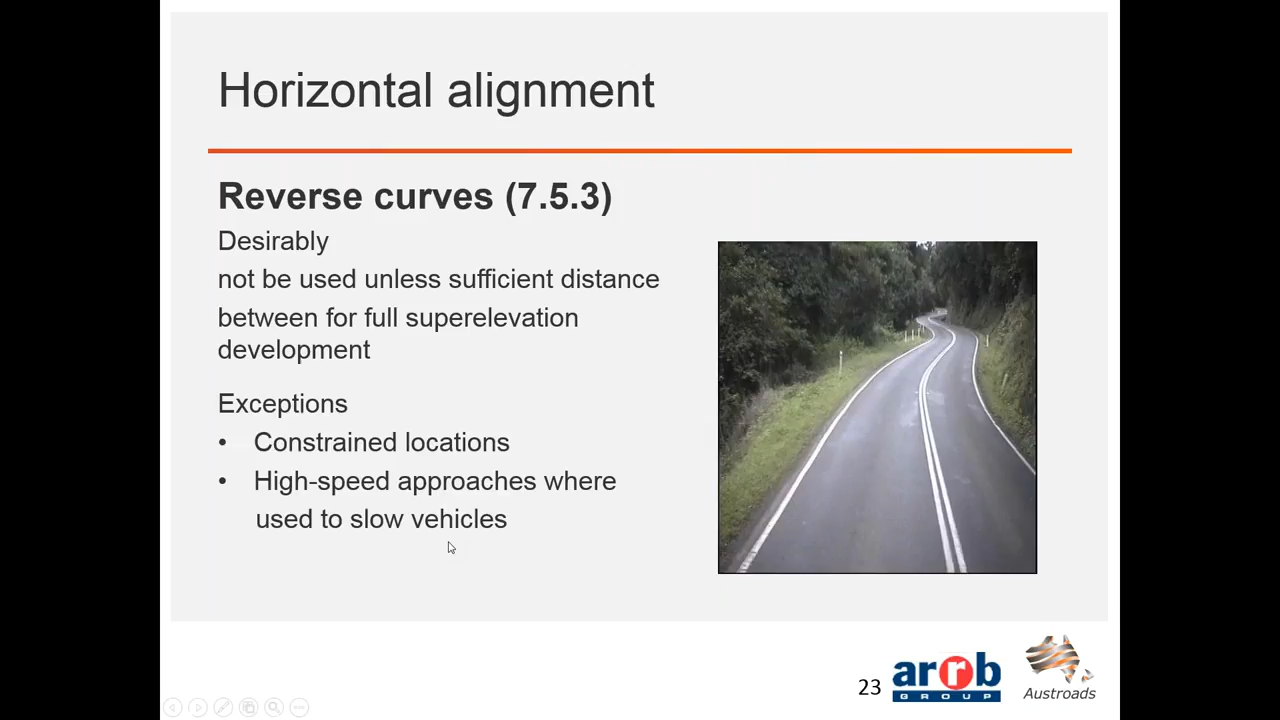 Horizontal alignment
Reverse curves (7.5.3)
Desirably
not be used unless sufficient distance
between for full superelevation
development
Exceptions
• Constrained locations
• High-speed approaches where
used to slow vehicles
23
arrb
GROUP
Austroads